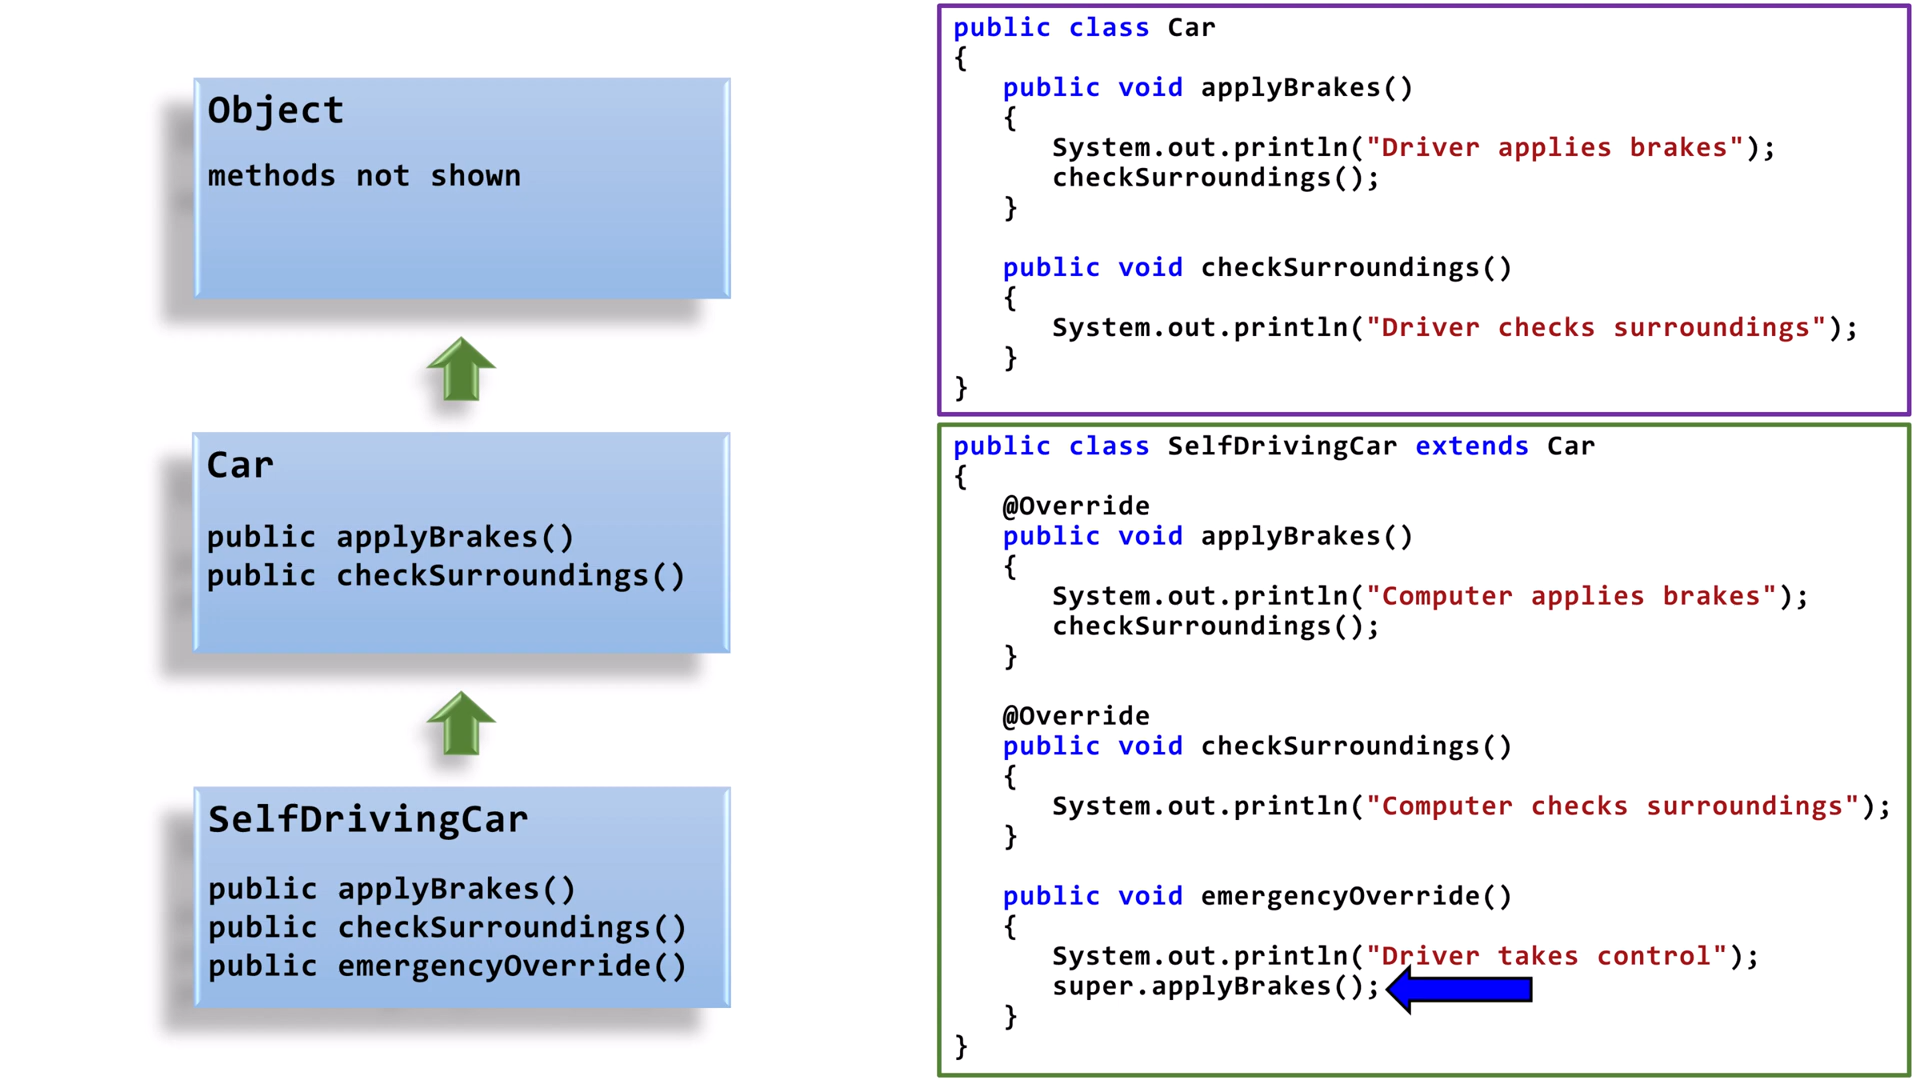 Object
methods not shown
Car
public applyBrakes()
public checkSurroundings()
SelfDrivingCar
public applyBrakes()
public checkSurroundings()
public emergencyOverride()
public class Car
{
   public void applyBrakes()
   {
      System.out.println("Driver applies brakes");
      checkSurroundings();
   }

   public void checkSurroundings()
   {
      System.out.println("Driver checks surroundings");
   }
}
public class SelfDrivingCar extends Car
{
   @Override
   public void applyBrakes()
   {
      System.out.println("Computer applies brakes");
      checkSurroundings();
   }

   @Override
   public void checkSurroundings()
   {
      System.out.println("Computer checks surroundings");
   }

   public void emergencyOverride()
   {
      System.out.println("Driver takes control");
      super.applyBrakes();
   }
}